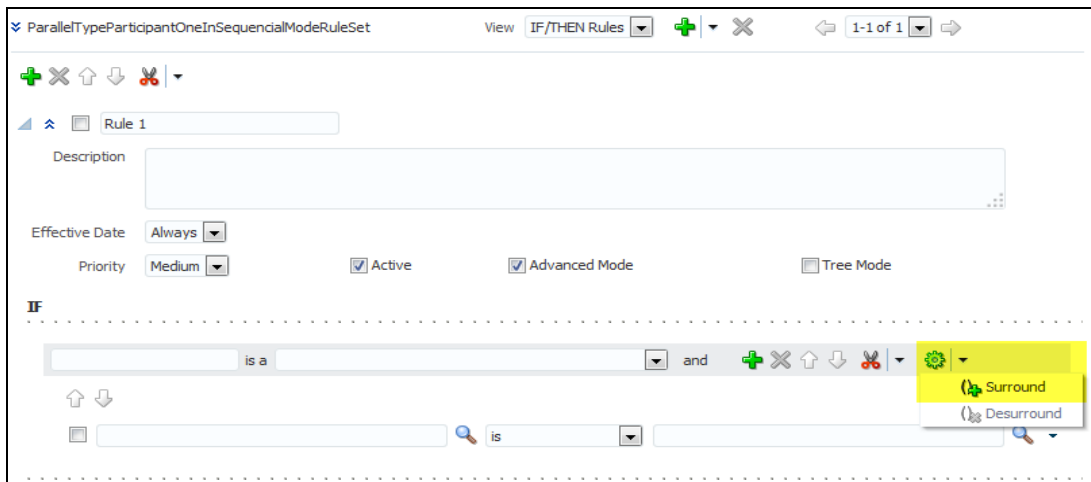 ParallelTypeParticipantOneInSequencialModeRuleSet View IF/THEN Rules 1-1 of 1
Rule 1
Description
Effective Date Always
Priority Medium Active Advanced Mode Tree Mode
IF
is a and
() Surround
() Desurround
is